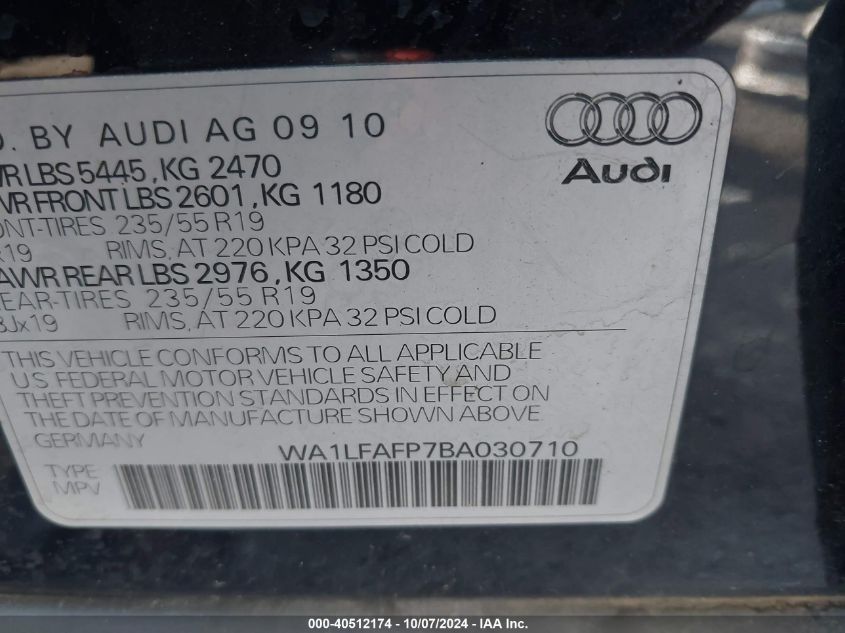 . BY AUDI AG 09 10
Audi
WR LBS 5445, KG 2470
WR FRONT LBS 2601, KG 1180
ONT-TIRES 235/55 R19
x19 RIMS, AT 220 KPA 32 PSI COLD
AWR REAR LBS 2976, KG 1350
EAR-TIRES 235/55 R19
8Jx19 RIMS, AT 220 KPA 32 PSI COLD
THIS VEHICLE CONFORMS TO ALL APPLICABLE
U.S. FEDERAL MOTOR VEHICLE SAFETY AND
THEFT PREVENTION STANDARDS IN EFFECT ON
THE DATE OF MANUFACTURE SHOWN ABOVE
GERMANY WA1LFAFP7BA030710
TYPE
MPV
000-40512174 - 10/07/2024 - IAA Inc.